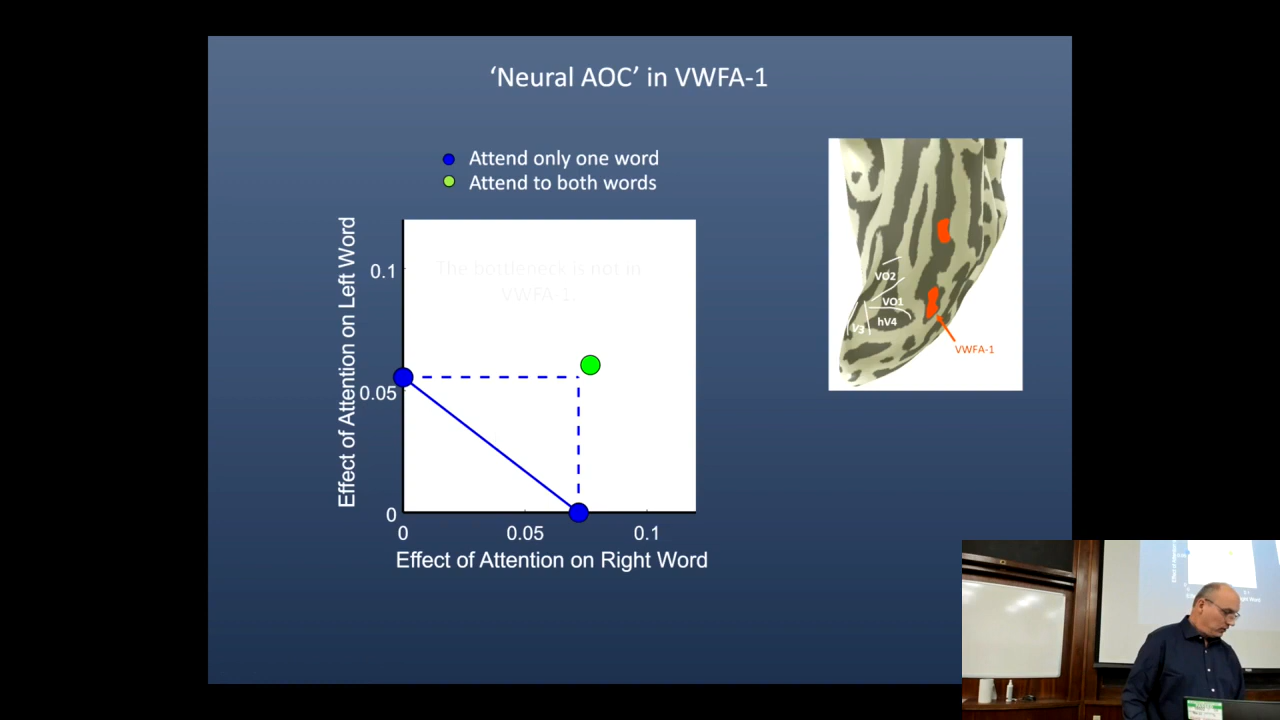 ‘Neural AOC’ in VWFA-1
Attend only one word
Attend to both words
Effect of Attention on Left Word
0.1
0.05
0
The bottleneck is not in
VWFA-1.
0
0.05
0.1
Effect of Attention on Right Word
VO2
VO1
hV4
V3
VWFA-1